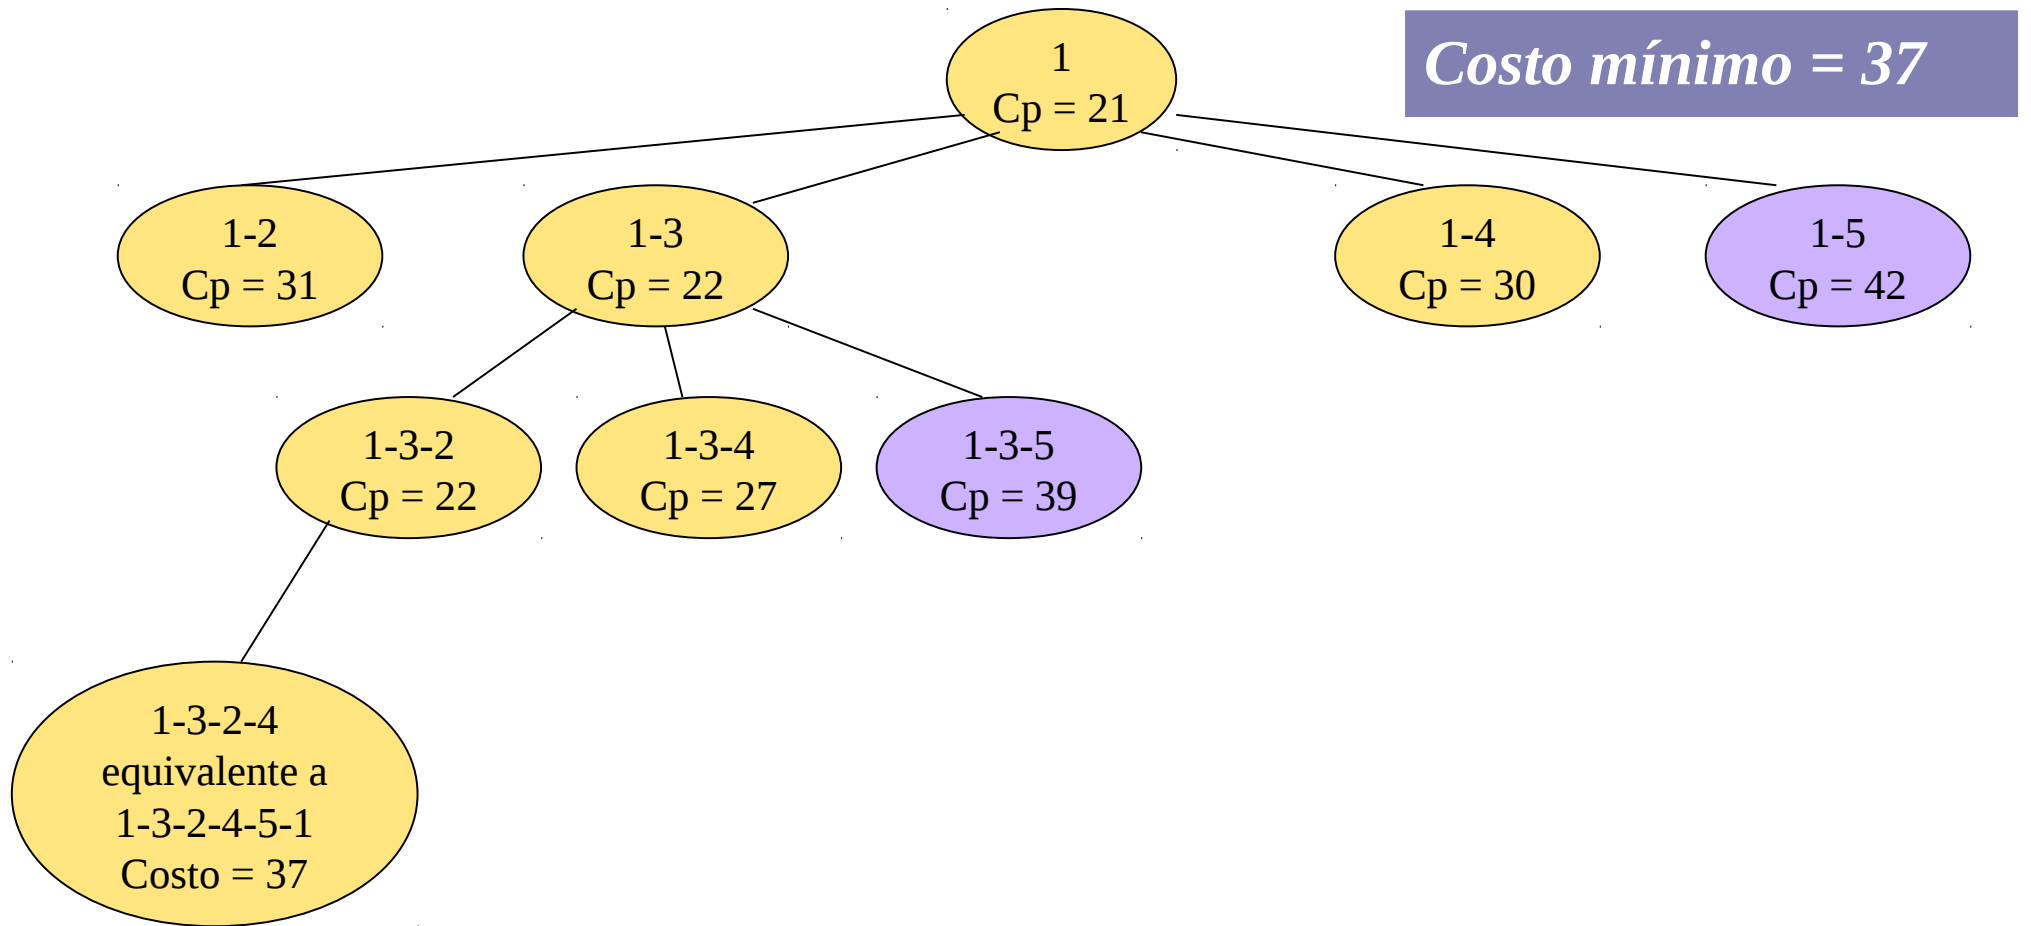 1
Cp = 21
Costo mínimo = 37
1-2
Cp = 31
1-3
Cp = 22
1-4
Cp = 30
1-5
Cp = 42
1-3-2
Cp = 22
1-3-4
Cp = 27
1-3-5
Cp = 39
1-3-2-4
equivalente a
1-3-2-4-5-1
Costo = 37